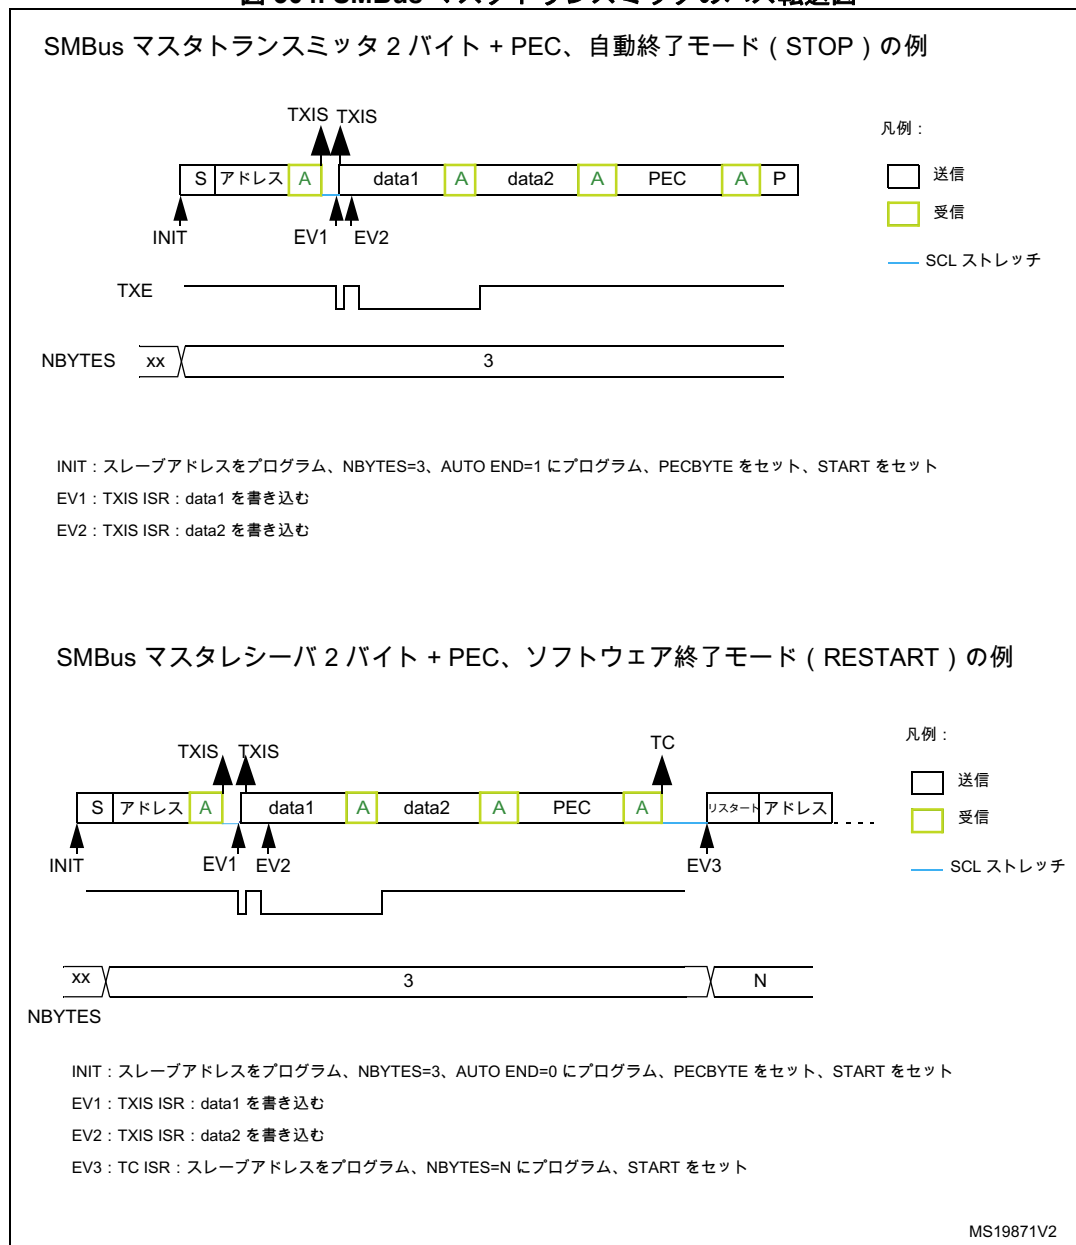 SMBus マスタトランスミッタ 2 バイト + PEC、自動終了モード ( STOP ) の例
TXIS TXIS
凡例 :
S アドレス A data1 A data2 A PEC A P
送信
受信
INIT EV1 EV2
SCL ストレッチ
TXE
NBYTES xx 3
INIT : スレーブアドレスをプログラム、NBYTES=3、AUTO END=1 にプログラム、PECBYTE をセット、START をセット
EV1 : TXIS ISR : data1 を書き込む
EV2 : TXIS ISR : data2 を書き込む
SMBus マスタレシーバ 2 バイト + PEC、ソフトウェア終了モード ( RESTART ) の例
TXIS TXIS TC
凡例 :
S アドレス A data1 A data2 A PEC A リスタート アドレス
送信
受信
INIT EV1 EV2 EV3
SCL ストレッチ
xx 3 N
NBYTES
INIT : スレーブアドレスをプログラム、NBYTES=3、AUTO END=0 にプログラム、PECBYTE をセット、START をセット
EV1 : TXIS ISR : data1 を書き込む
EV2 : TXIS ISR : data2 を書き込む
EV3 : TC ISR : スレーブアドレスをプログラム、NBYTES=N にプログラム、START をセット
MS19871V2